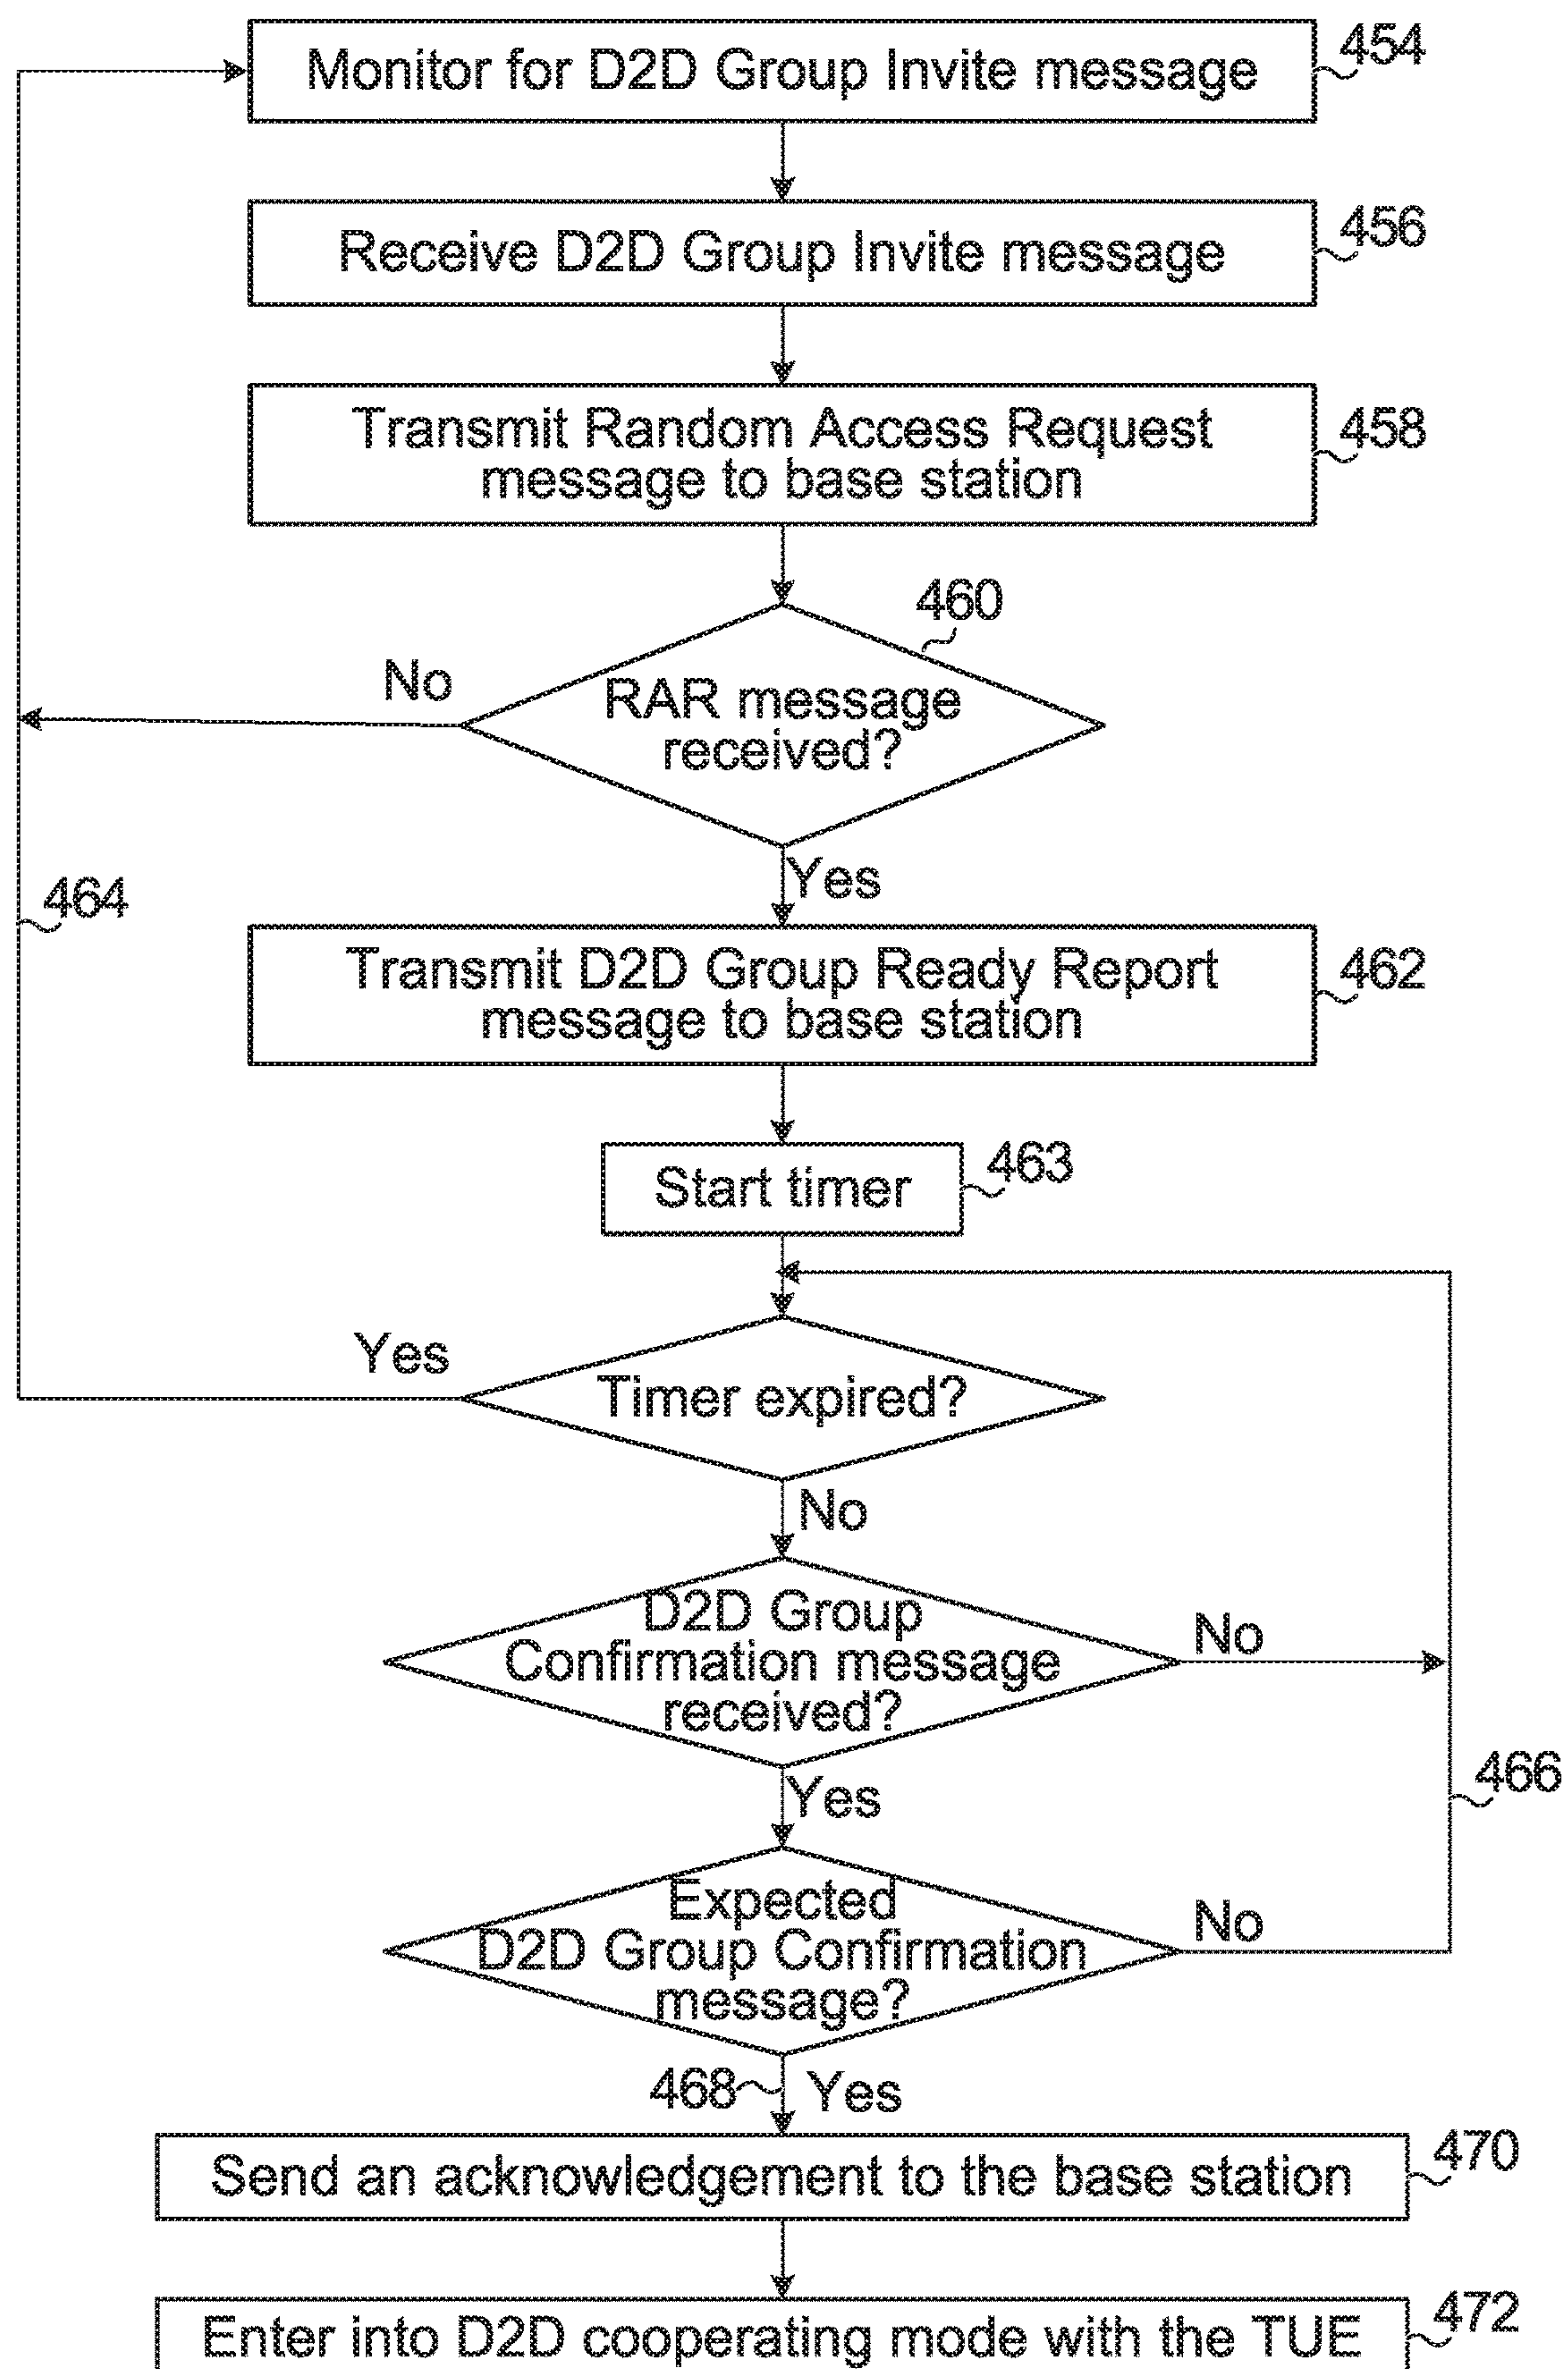 Monitor for D2D Group Invite message
454
Receive D2D Group Invite message
456
Transmit Random Access Request
message to base station
458
460
No
RAR message
received?
Yes
464
Transmit D2D Group Ready Report
message to base station
462
Start timer
463
Yes
Timer expired?
No
D2D Group
Confirmation message
received?
No
466
Yes
Expected
D2D Group Confirmation
message?
No
468
Yes
Send an acknowledgement to the base station
470
Enter into D2D cooperating mode with the TUE
472